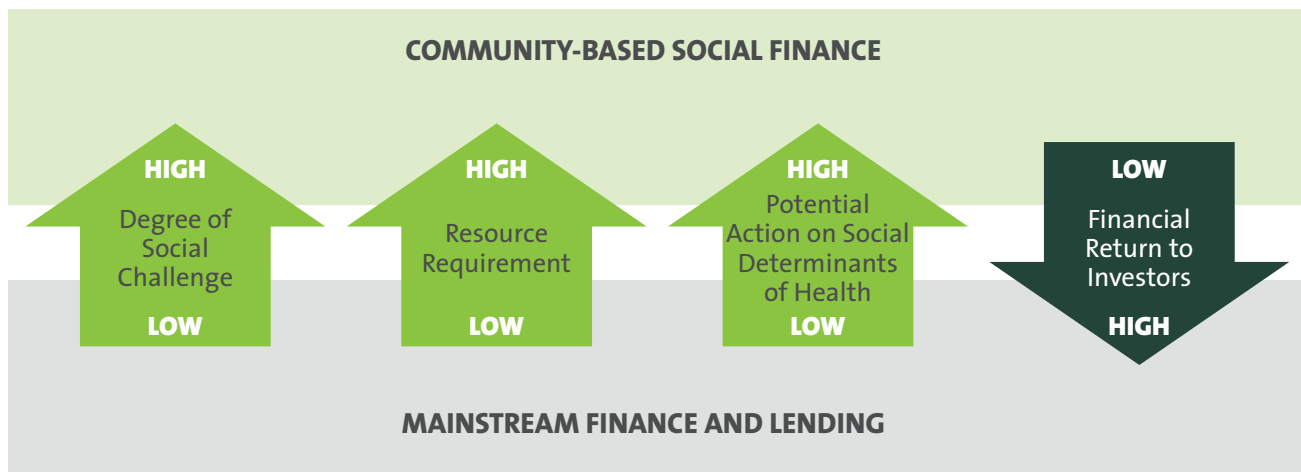 COMMUNITY-BASED SOCIAL FINANCE
HIGH
Degree of
Social
Challenge
LOW
HIGH
Resource
Requirement
LOW
HIGH
Potential
Action on Social
Determinants
of Health
LOW
LOW
Financial
Return to
Investors
HIGH
MAINSTREAM FINANCE AND LENDING